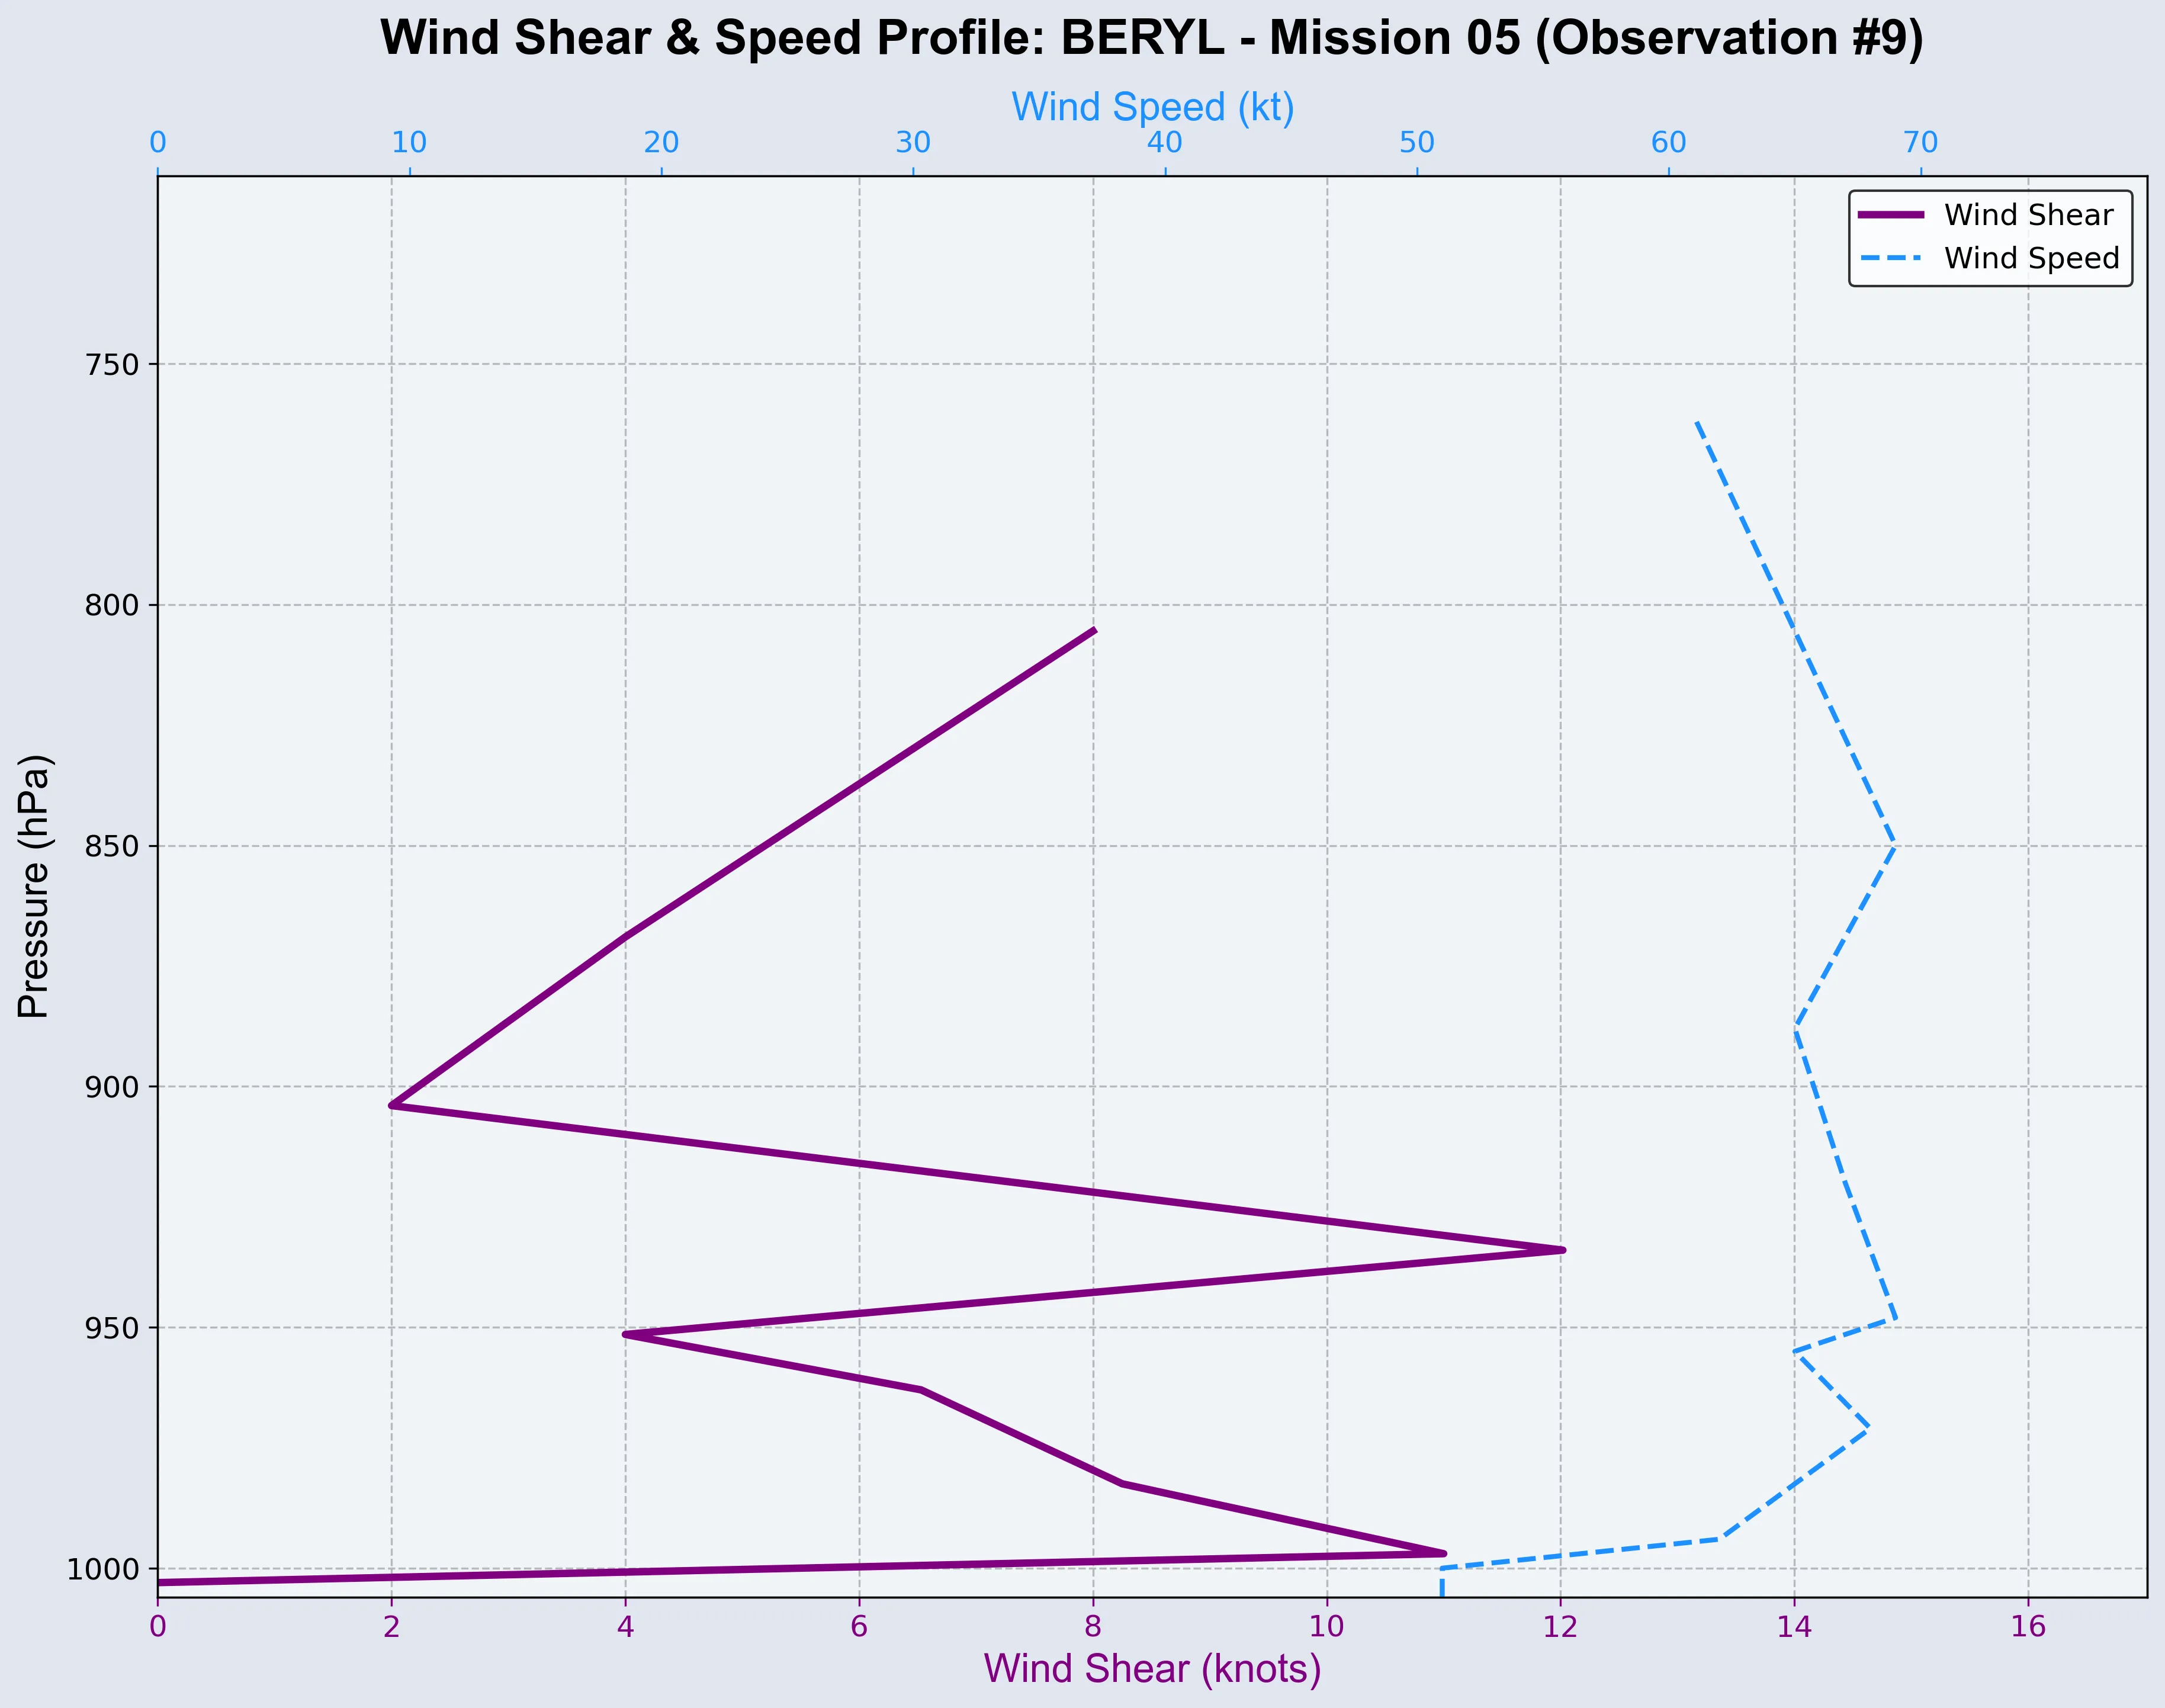 Wind Shear & Speed Profile: BERYL - Mission 05 (Observation #9)
Wind Speed (kt)
0 10 20 30 40 50 60 70
Wind Shear
Wind Speed
750
800
850
900
950
1000
Pressure (hPa)
0 2 4 6 8 10 12 14 16
Wind Shear (knots)